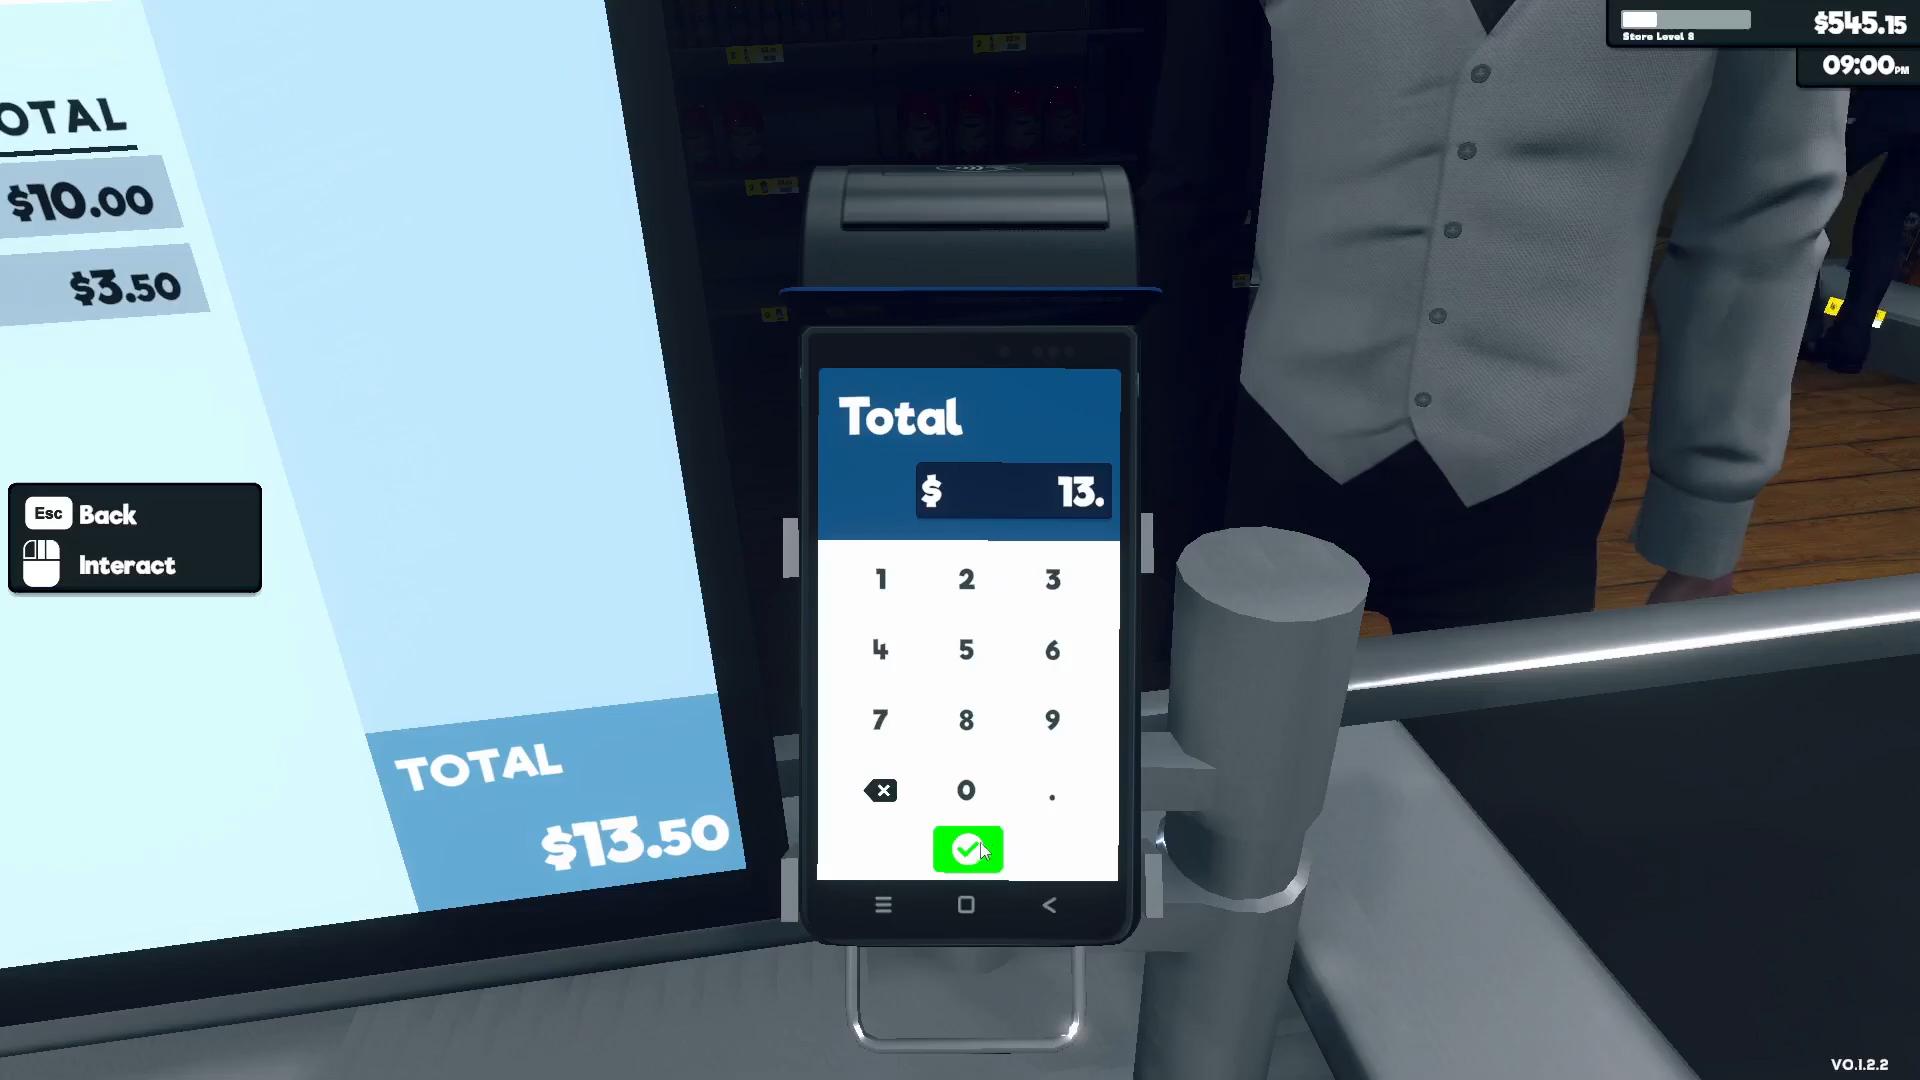 $545.15
Store Level 8
09:00PM
OTAL
$10.00
$3.50
Total
$ 13.
Esc Back
Interact
1 2 3
4 5 6
7 8 9
0 .
TOTAL
$13.50
V0.1.2.2